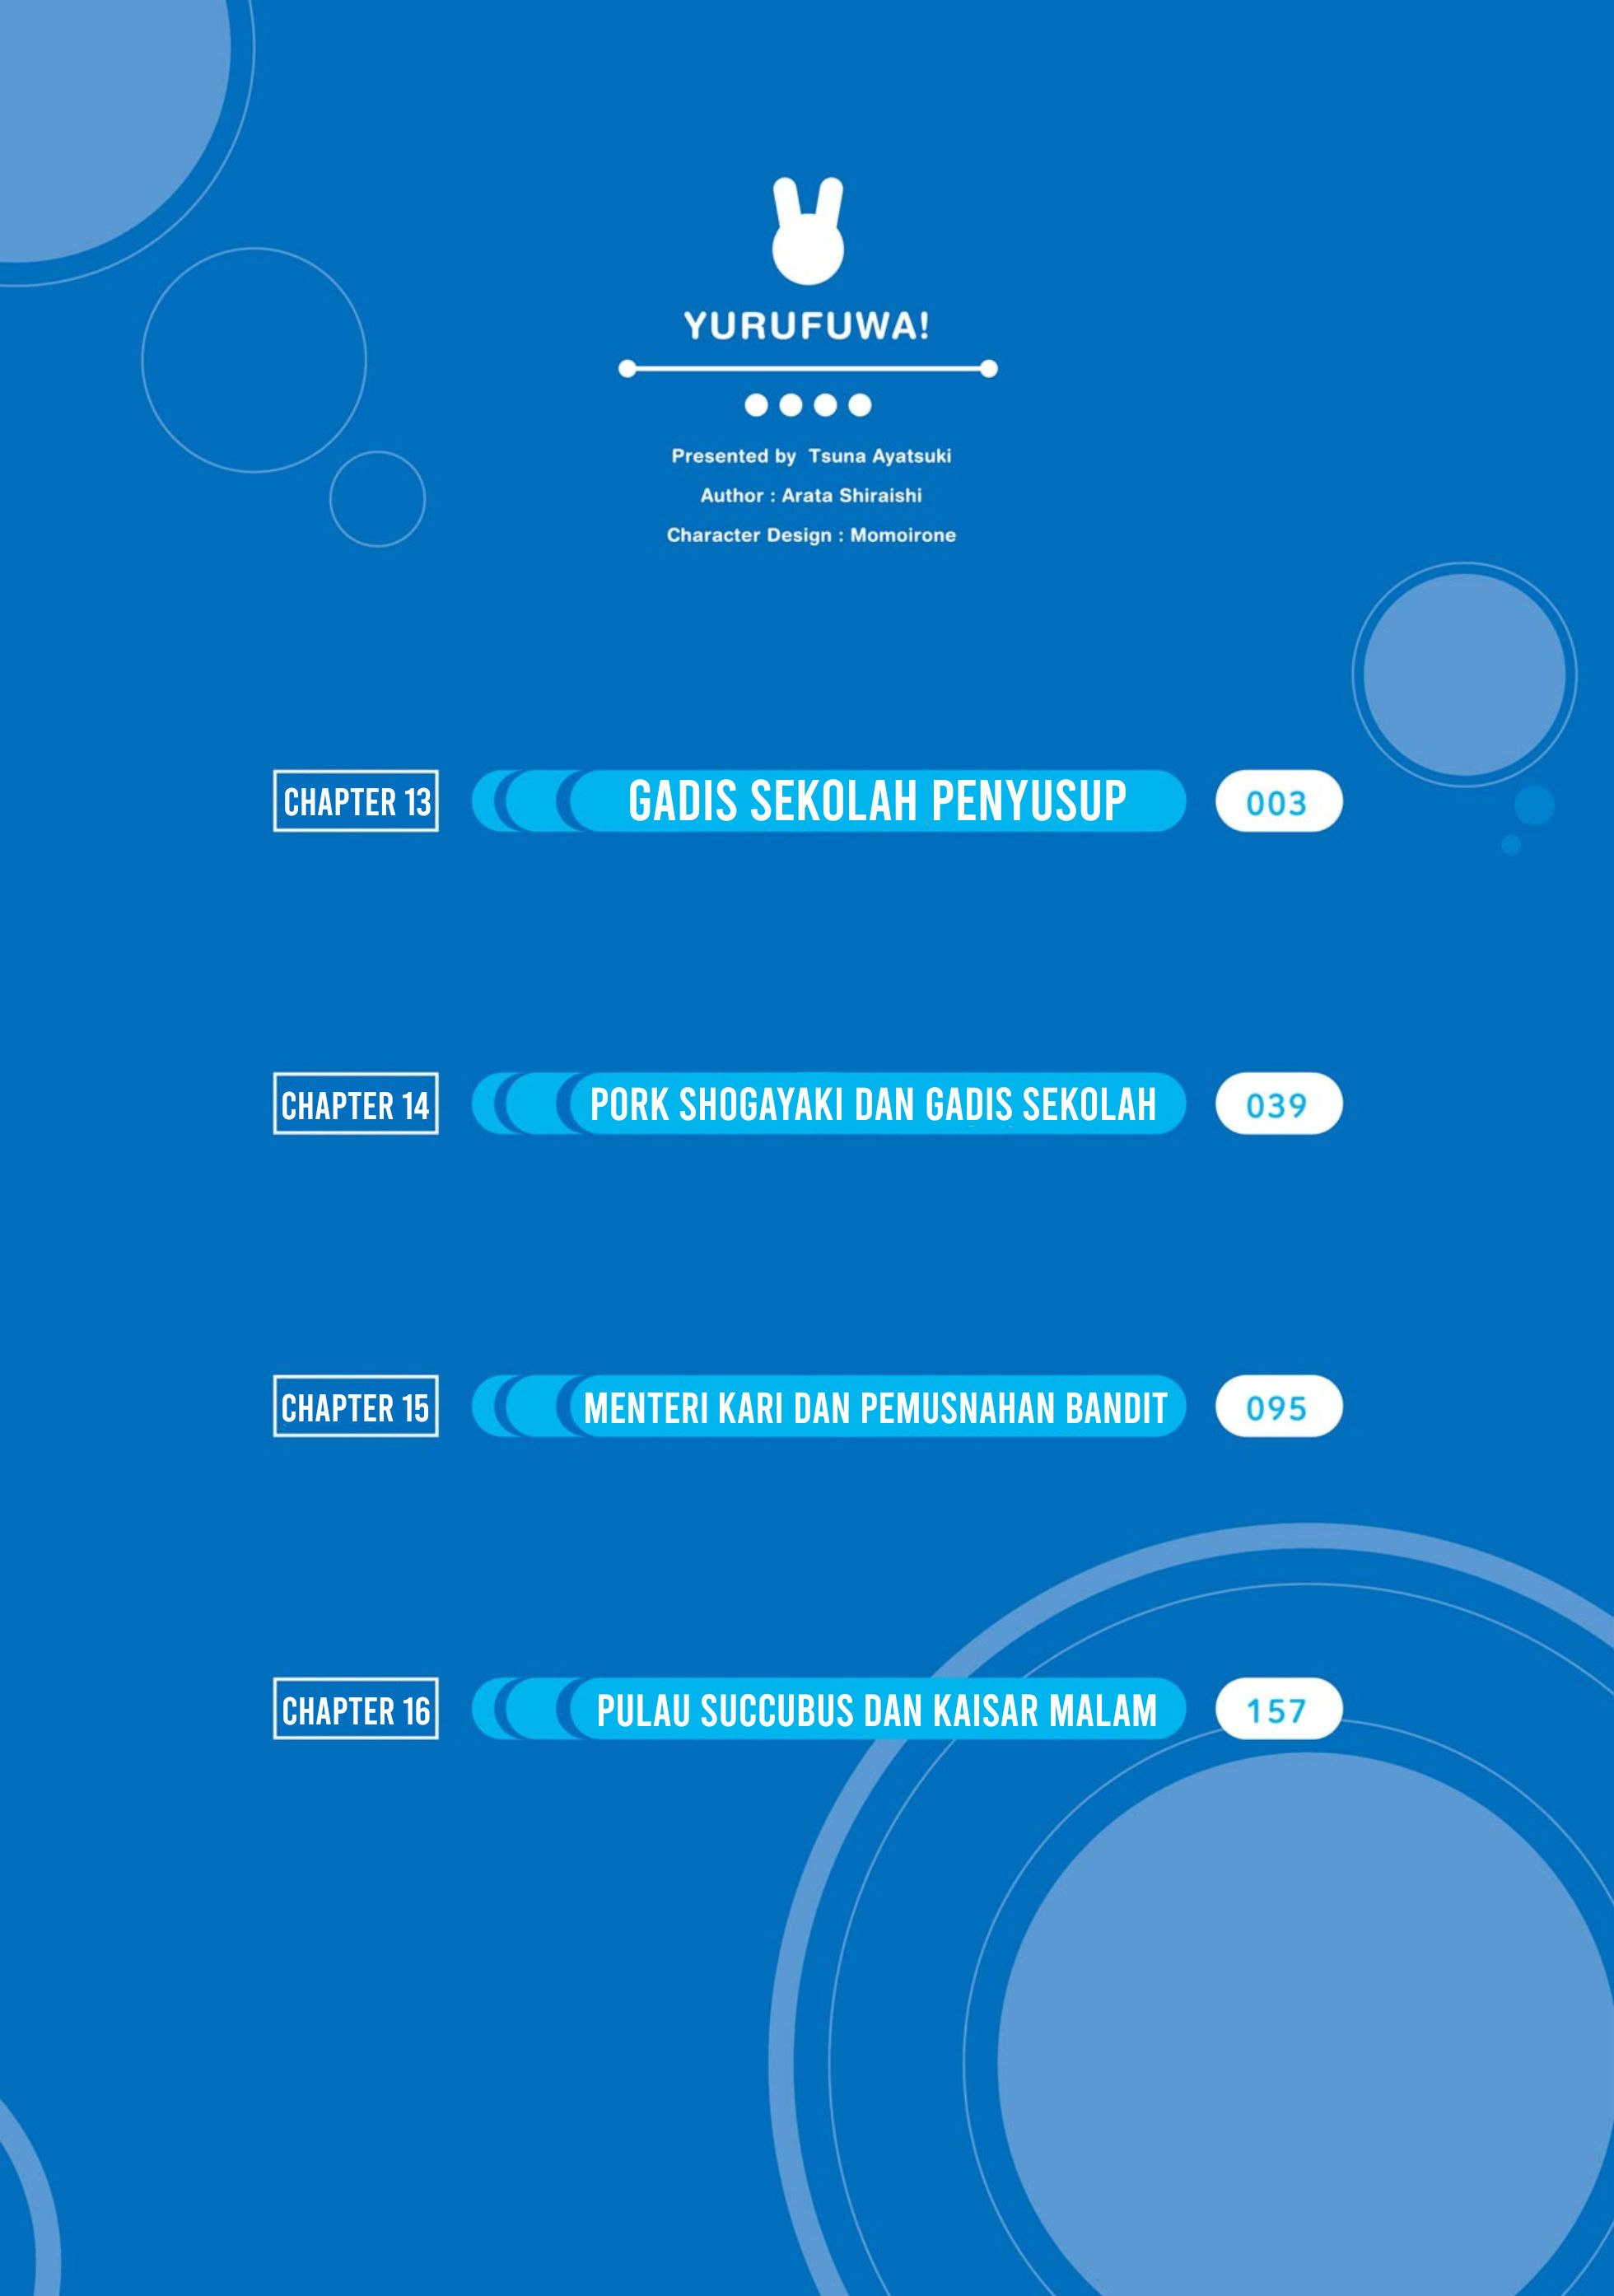 YURUFUWA!
Presented by Tsuna Ayatsuki
Author : Arata Shiraishi
Character Design : Momoirone
CHAPTER 13 GADIS SEKOLAH PENYUSUP 003
CHAPTER 14 PORK SHOGAYAKI DAN GADIS SEKOLAH 039
CHAPTER 15 MENTERI KARI DAN PEMUSNAHAN BANDIT 095
CHAPTER 16 PULAU SUCCUBUS DAN KAISAR MALAM 157